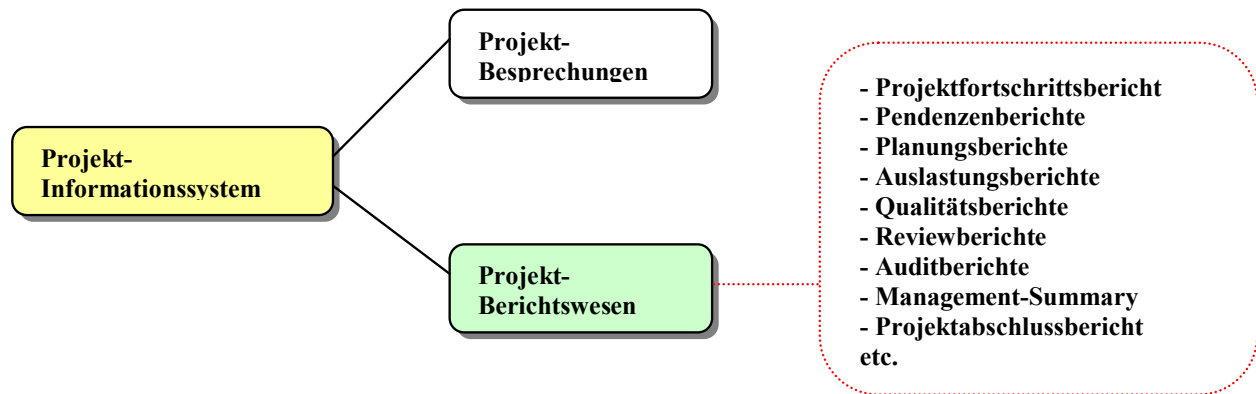 Projekt-
Besprechungen
Projekt-
Informationssystem
Projekt-
Berichtswesen
- Projektfortschrittsbericht
- Pendenzenberichte
- Planungsberichte
- Auslastungsberichte
- Qualitätsberichte
- Reviewberichte
- Auditberichte
- Management-Summary
- Projektabschlussbericht
etc.